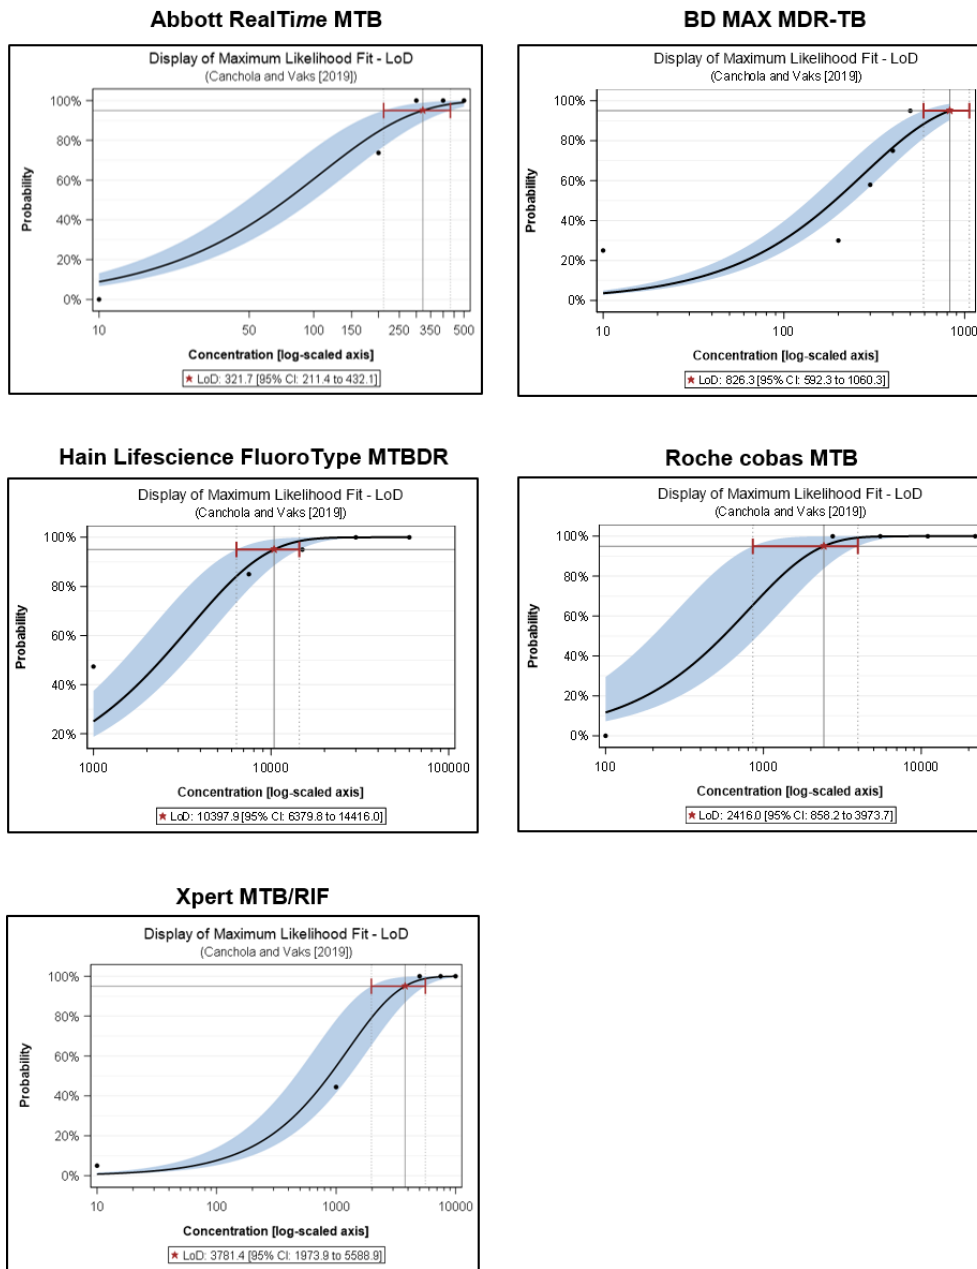 Abbott RealTime MTB
Display of Maximum Likelihood Fit - LoD
(Canchola and Vaks [2019])
100%
80%
60%
40%
20%
0%
Probability
10 50 100 150 250 350 500
Concentration [log-scaled axis]
★ LoD: 321.7 [95% CI: 211.4 to 432.1]
BD MAX MDR-TB
Display of Maximum Likelihood Fit - LoD
(Canchola and Vaks [2019])
100%
80%
60%
40%
20%
0%
Probability
10 100 1000
Concentration [log-scaled axis]
★ LoD: 826.3 [95% CI: 592.3 to 1060.3]
Hain Lifescience FluoroType MTBDR
Display of Maximum Likelihood Fit - LoD
(Canchola and Vaks [2019])
100%
80%
60%
40%
20%
Probability
1000 10000 100000
Concentration [log-scaled axis]
★ LoD: 10397.9 [95% CI: 6379.8 to 14416.0]
Roche cobas MTB
Display of Maximum Likelihood Fit - LoD
(Canchola and Vaks [2019])
100%
80%
60%
40%
20%
0%
Probability
100 1000 10000
Concentration [log-scaled axis]
★ LoD: 2416.0 [95% CI: 858.2 to 3973.7]
Xpert MTB/RIF
Display of Maximum Likelihood Fit - LoD
(Canchola and Vaks [2019])
100%
80%
60%
40%
20%
0%
Probability
10 100 1000 10000
Concentration [log-scaled axis]
★ LoD: 3781.4 [95% CI: 1973.9 to 5588.9]